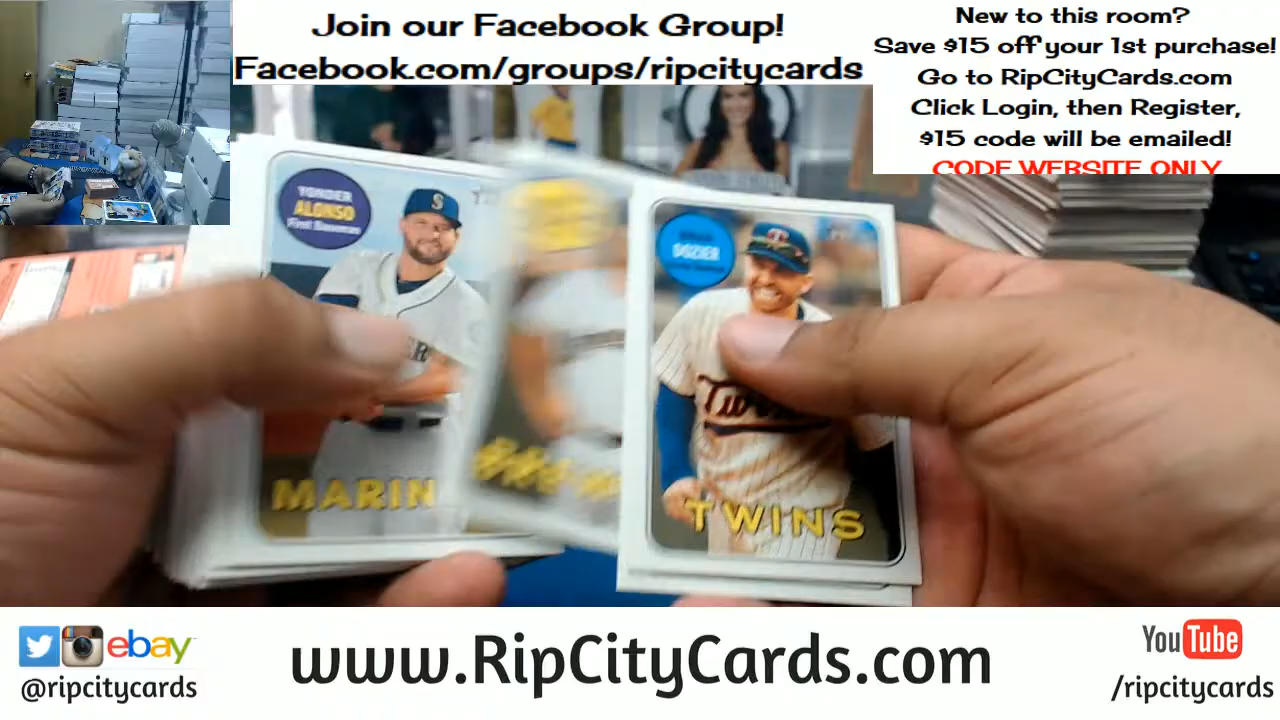 Join our Facebook Group!
Facebook.com/groups/ripcitycards
New to this room?
Save $15 off your 1st purchase!
Go to RipCityCards.com
Click Login, then Register,
$15 code will be emailed!
CODE WEBSITE ONLY
YONDER
ALONSO
First Baseman
MARIN
DOZIER
Twin
TWINS
ebay
@ripcitycards
www.RipCityCards.com
YouTube
/ripcitycards